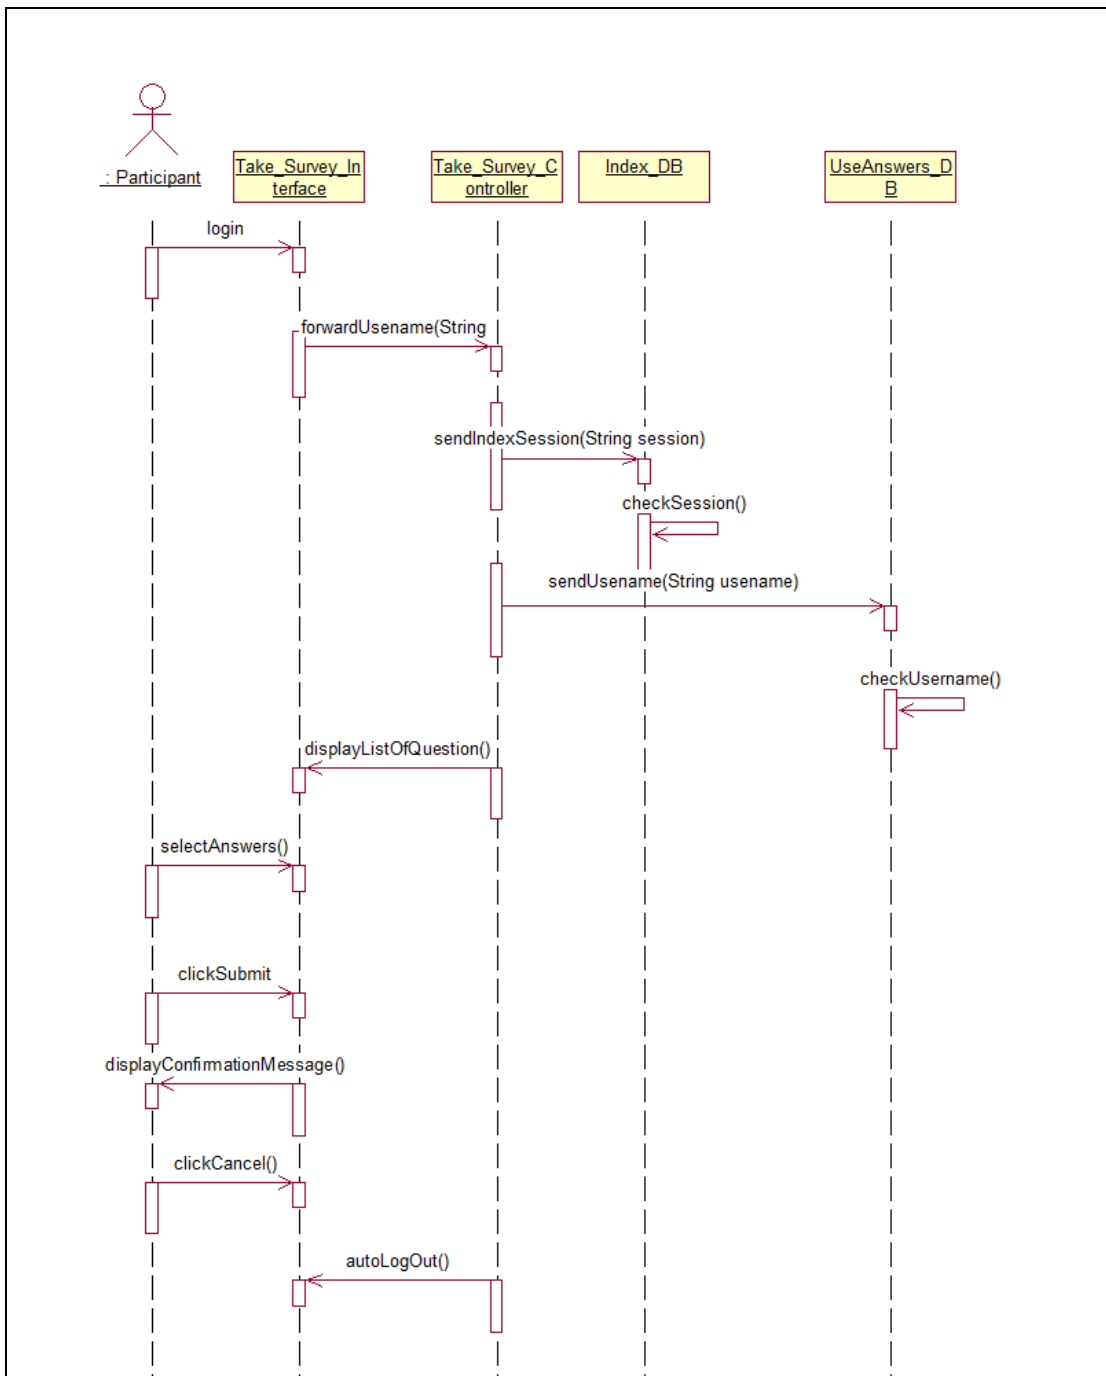 : Participant
Take_Survey_In
terface
Take_Survey_C
ontroller
Index_DB
UseAnswers_D
B
login
forwardUsename(String
sendIndexSession(String session)
checkSession()
sendUsename(String usename)
checkUsername()
displayListOfQuestion()
selectAnswers()
clickSubmit
displayConfirmationMessage()
clickCancel()
autoLogOut()